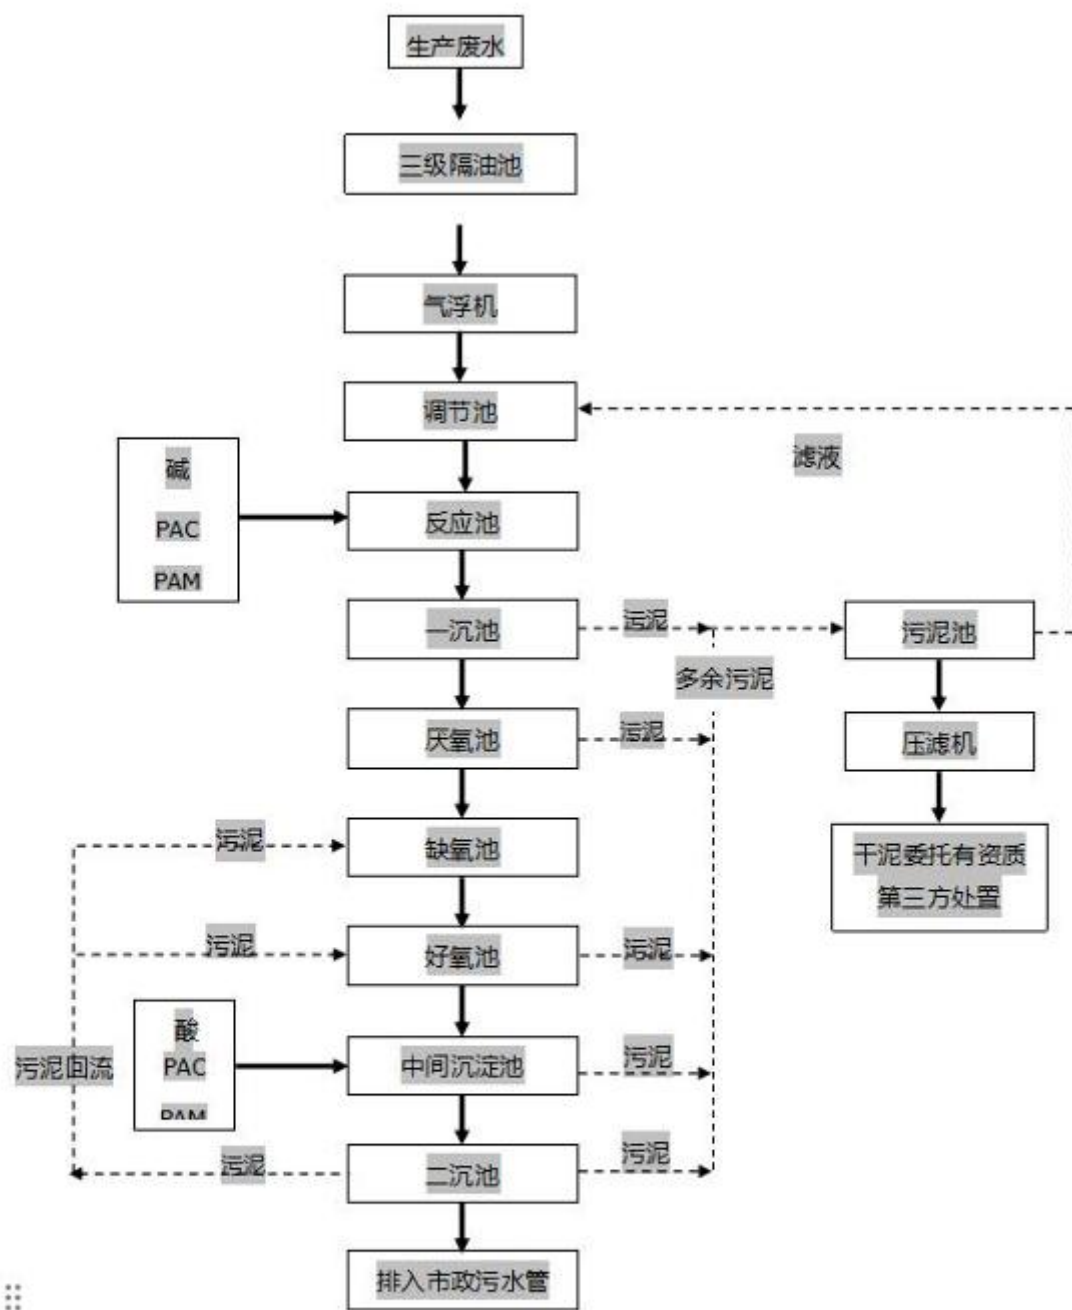 生产废水
三级隔油池
气浮机
调节池
滤液
碱
PAC
PAM
反应池
一沉池
污泥
污泥池
多余污泥
厌氧池
污泥
压滤机
污泥
缺氧池
干泥委托有资质
第三方处置
污泥
好氧池
污泥
酸
PAC
PAM
污泥回流
中间沉淀池
污泥
污泥
二沉池
污泥
排入市政污水管